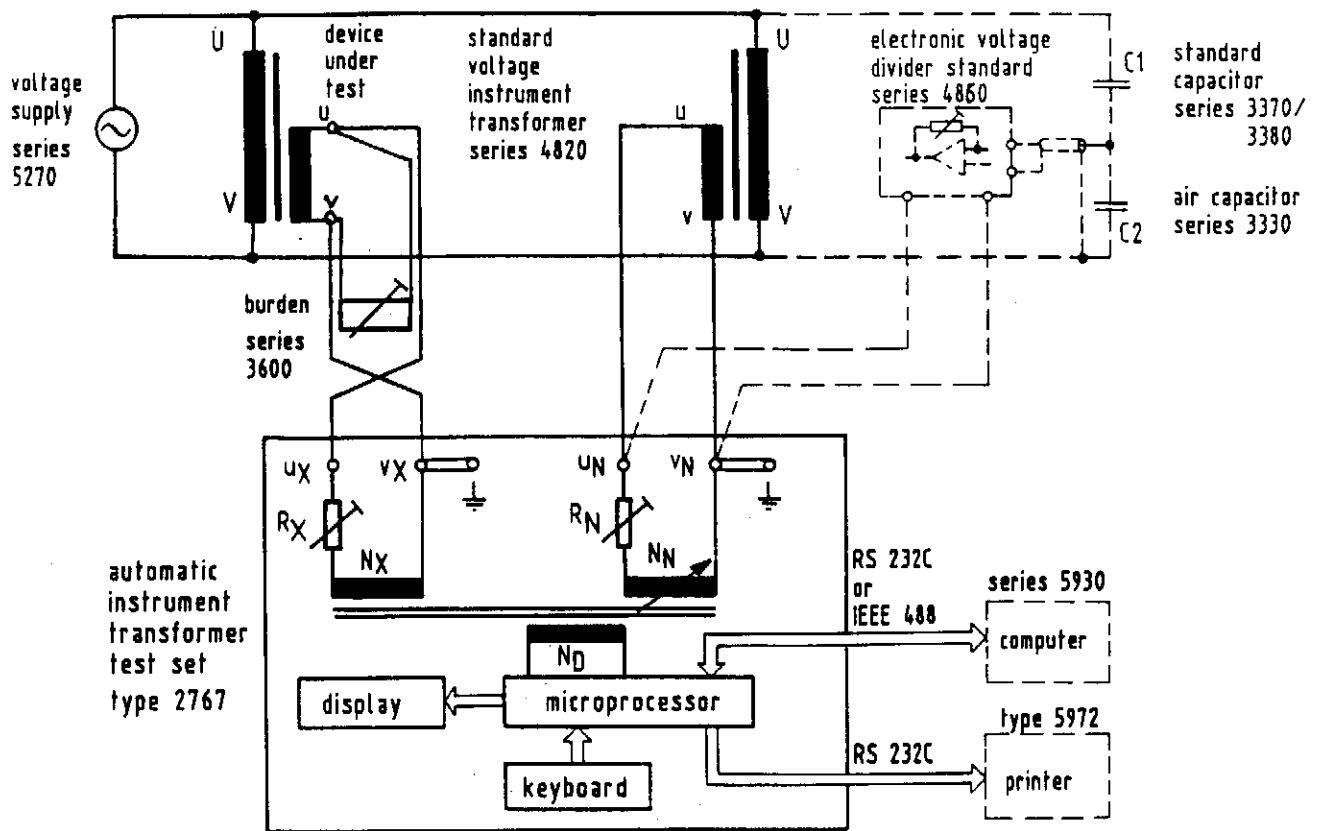 voltage
supply
series
5270
U
V
device
under
test
u
v
standard
voltage
instrument
transformer
series 4820
u
v
U
V
electronic voltage
divider standard
series 4860
C1
C2
standard
capacitor
series 3370/
3380
air capacitor
series 3330
burden
series
3600
automatic
instrument
transformer
test set
type 2767
uX
vX
uN
vN
RX
NX
RN
NN
ND
display
microprocessor
keyboard
RS 232C
or
IEEE 488
series 5930
computer
RS 232C
type 5972
printer